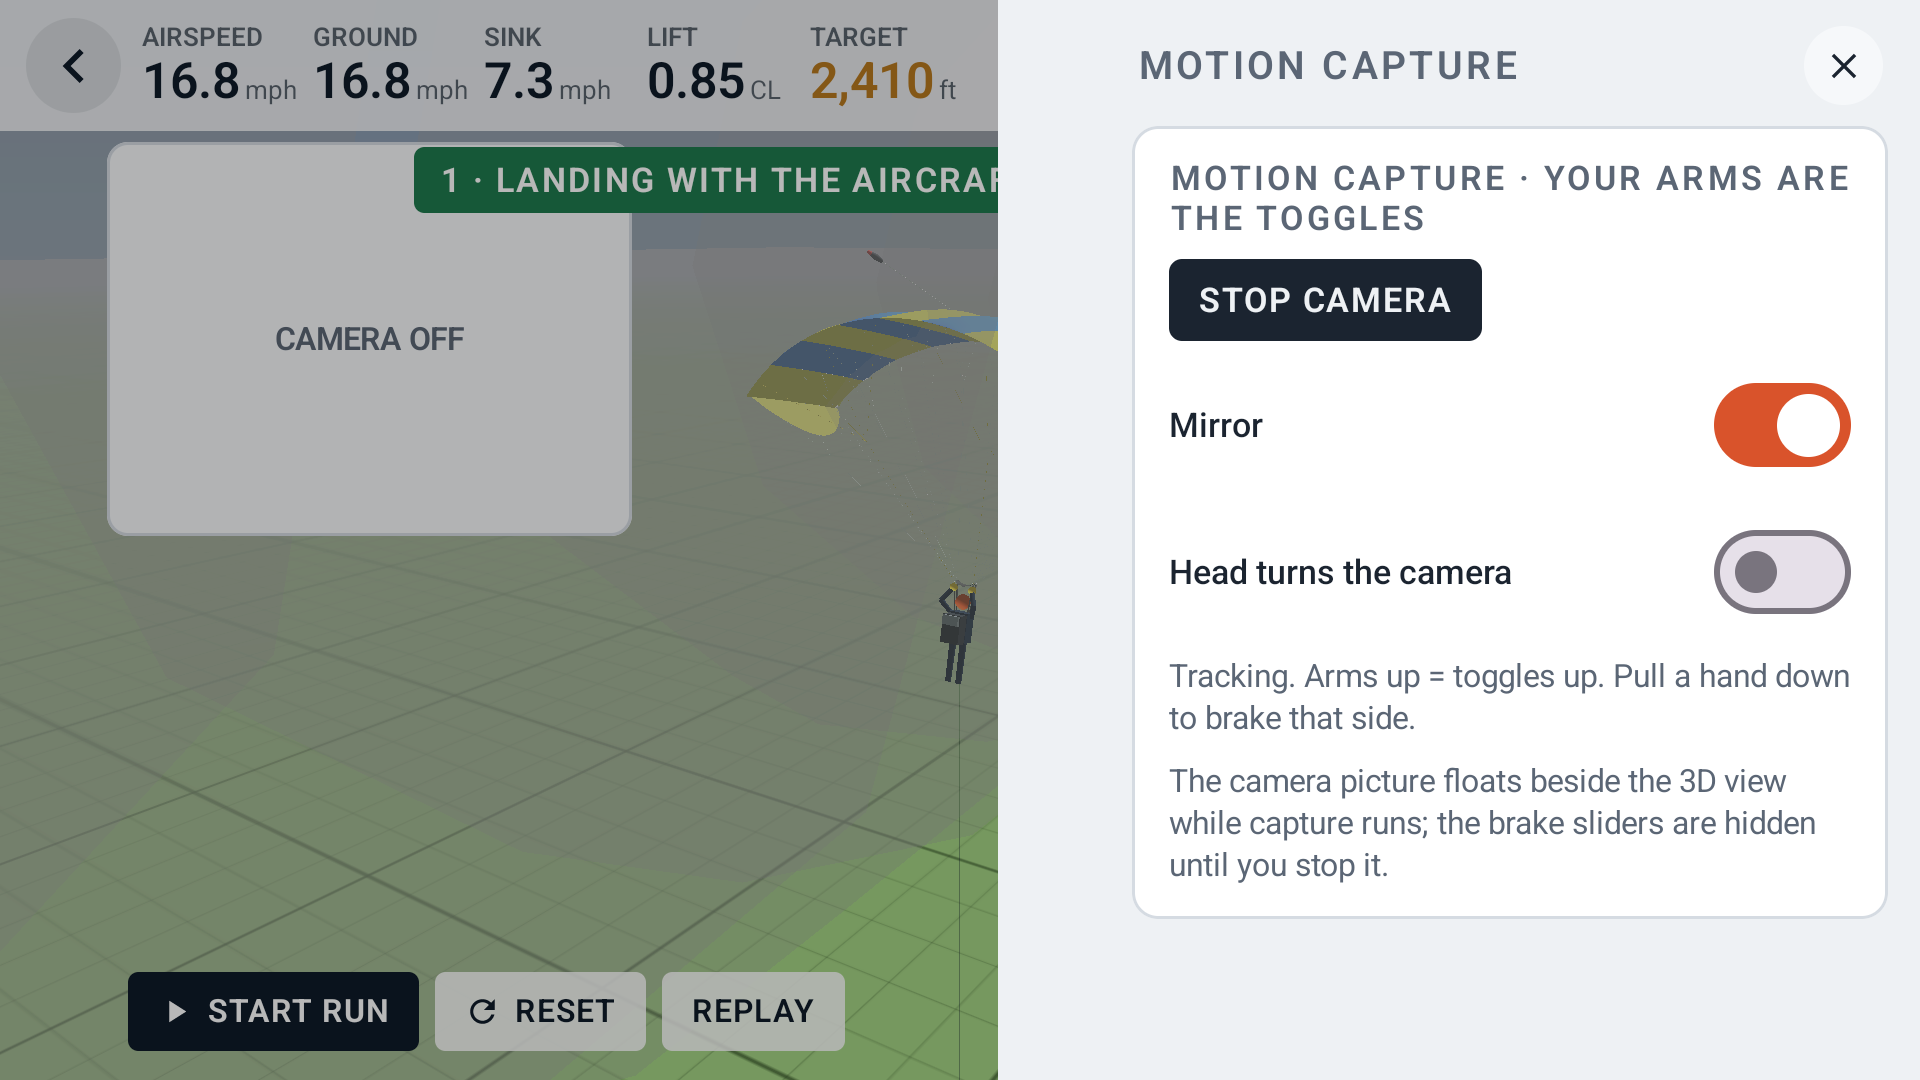 AIRSPEED GROUND SINK LIFT TARGET
16.8 mph 16.8 mph 7.3 mph 0.85 CL 2,410 ft
1 · LANDING WITH THE
CAMERA OFF
START RUN RESET REPLAY
MOTION CAPTURE
MOTION CAPTURE · YOUR ARMS ARE
THE TOGGLES
STOP CAMERA
Mirror
Head turns the camera
Tracking. Arms up = toggles up. Pull a hand down
to brake that side.
The camera picture floats beside the 3D view
while capture runs; the brake sliders are hidden
until you stop it.